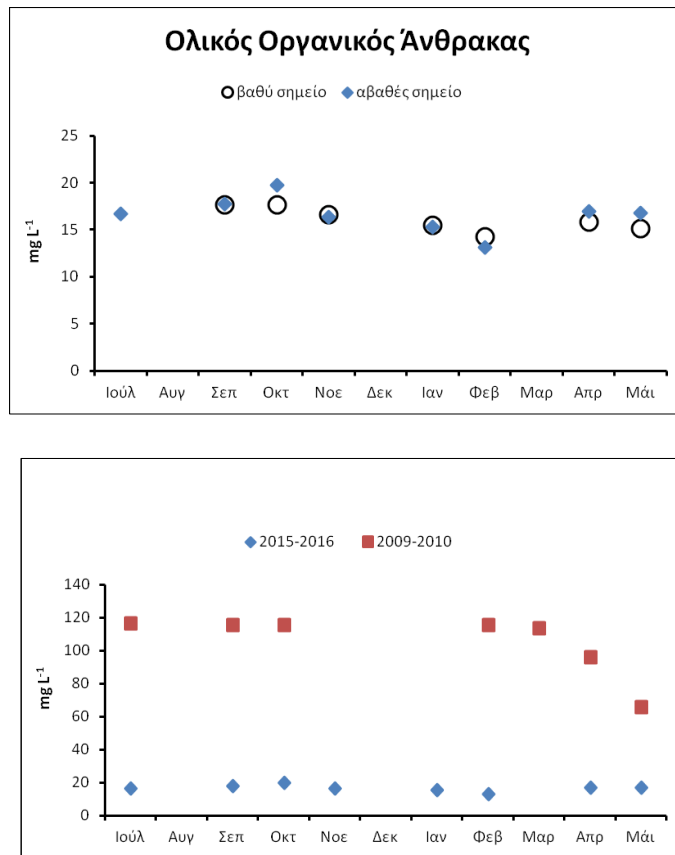 Ολικός Οργανικός Άνθρακας
βαθύ σημείο αβαθές σημείο
25
20
15
10
5
0
mg L-1
Ιούλ Αυγ Σεπ Οκτ Νοε Δεκ Ιαν Φεβ Μαρ Απρ Μάι
2015-2016 2009-2010
140
120
100
80
60
40
20
0
mg L-1
Ιούλ Αυγ Σεπ Οκτ Νοε Δεκ Ιαν Φεβ Μαρ Απρ Μάι